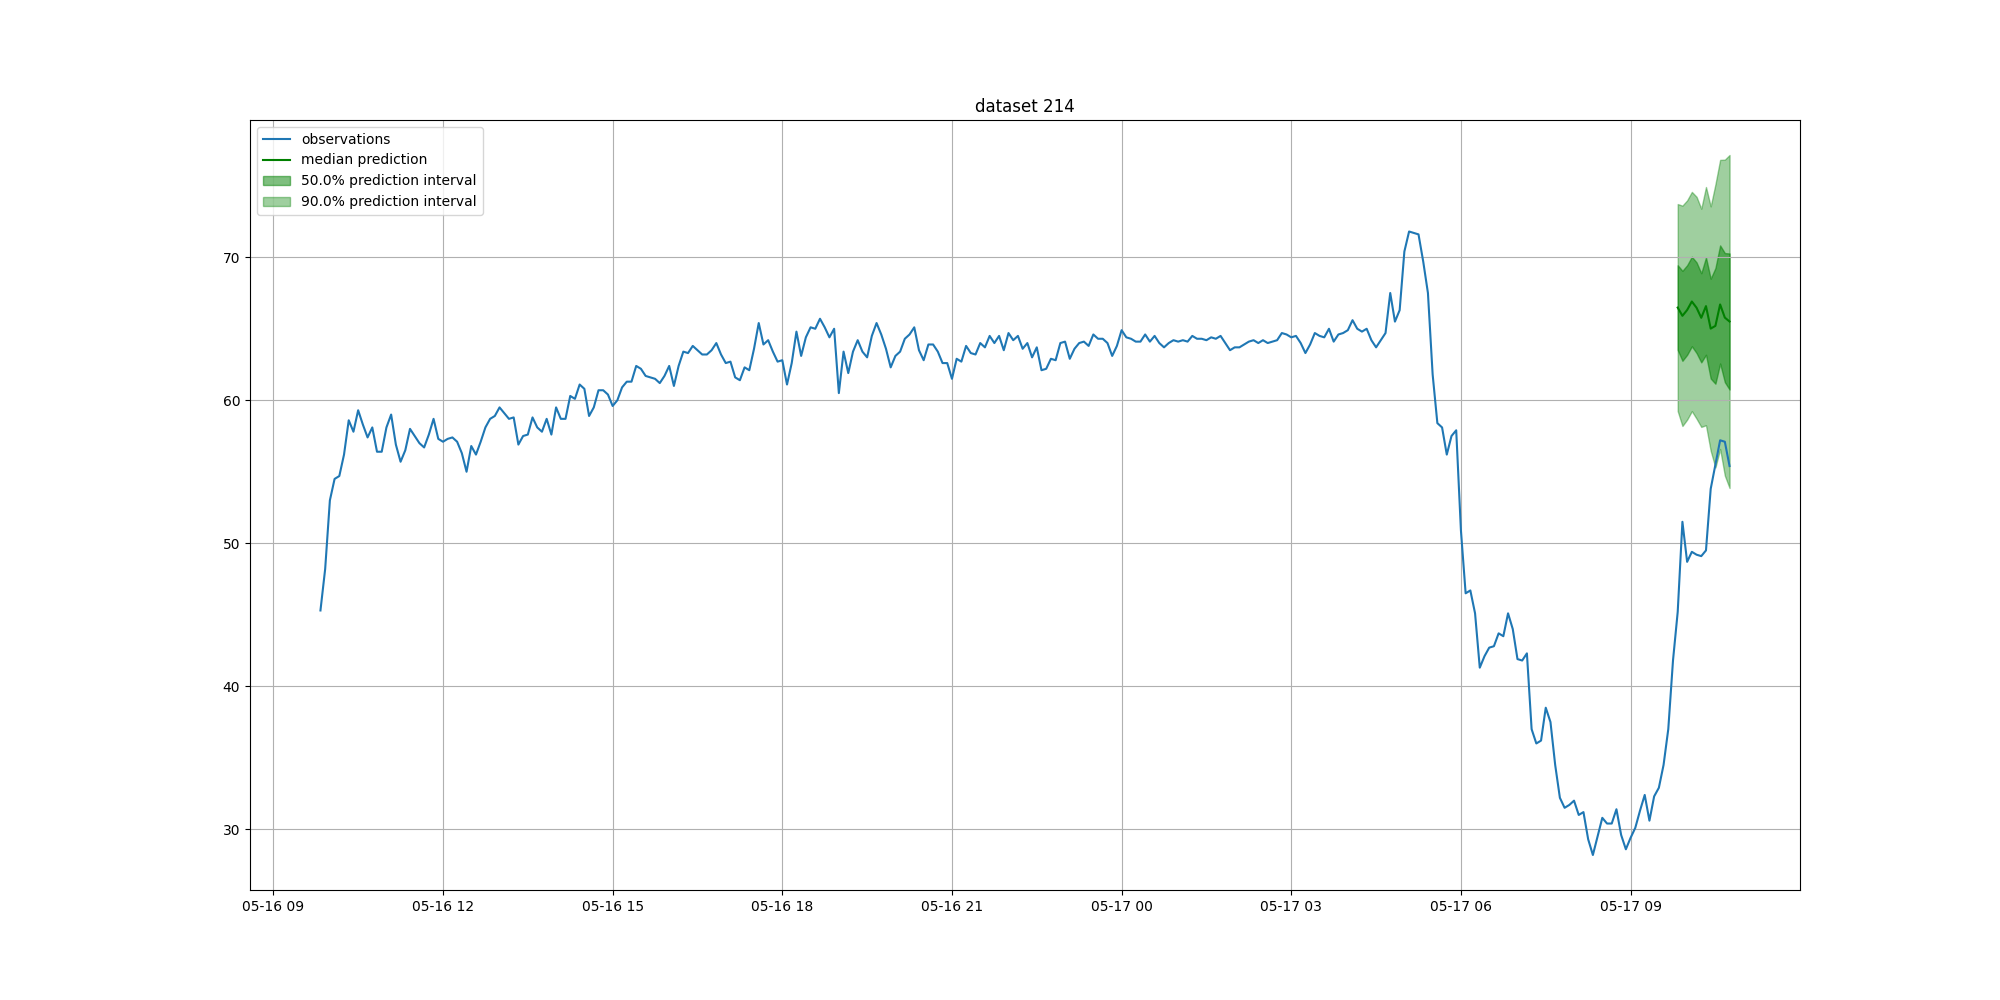 dataset 214
observations
median prediction
50.0% prediction interval
90.0% prediction interval
70
60
50
40
30
05-16 09 05-16 12 05-16 15 05-16 18 05-16 21 05-17 00 05-17 03 05-17 06 05-17 09